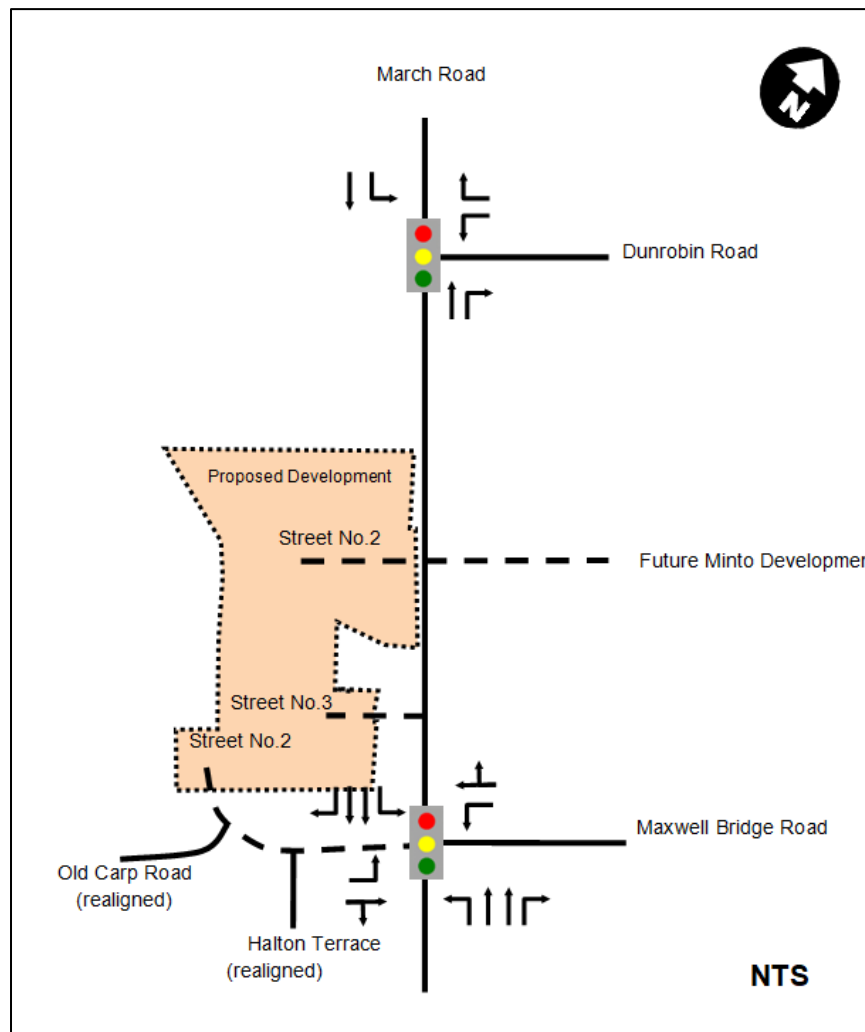 March Road
N
Dunrobin Road
Proposed Development
Street No.2
Future Minto Developmen
Street No.3
Street No.2
Maxwell Bridge Road
Old Carp Road
(realigned)
Halton Terrace
(realigned)
NTS